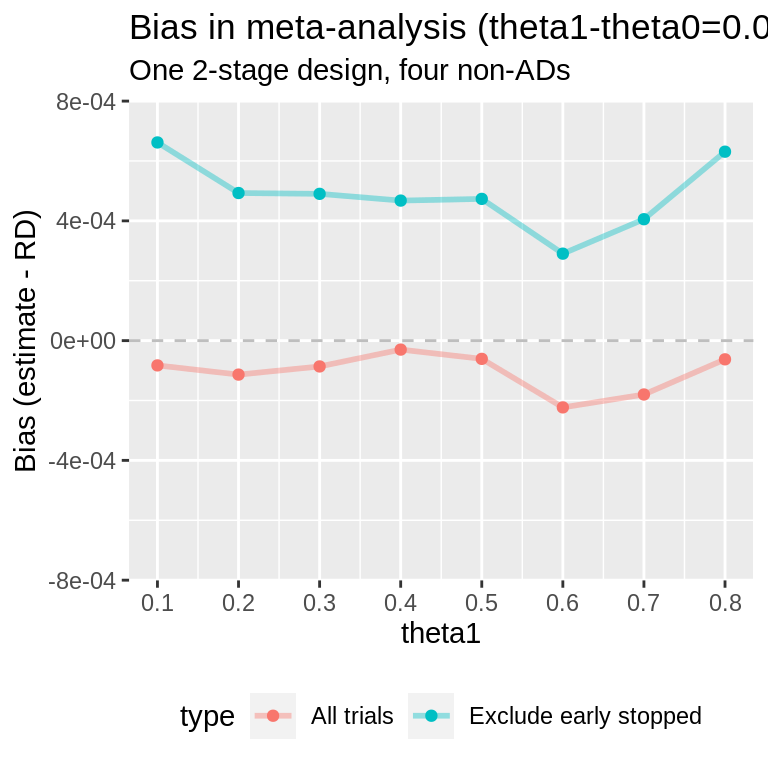 Bias in meta-analysis (theta1-theta0=0.0
One 2-stage design, four non-ADs
Bias (estimate - RD)
8e-04
4e-04
0e+00
-4e-04
-8e-04
0.1 0.2 0.3 0.4 0.5 0.6 0.7 0.8
theta1
type All trials Exclude early stopped